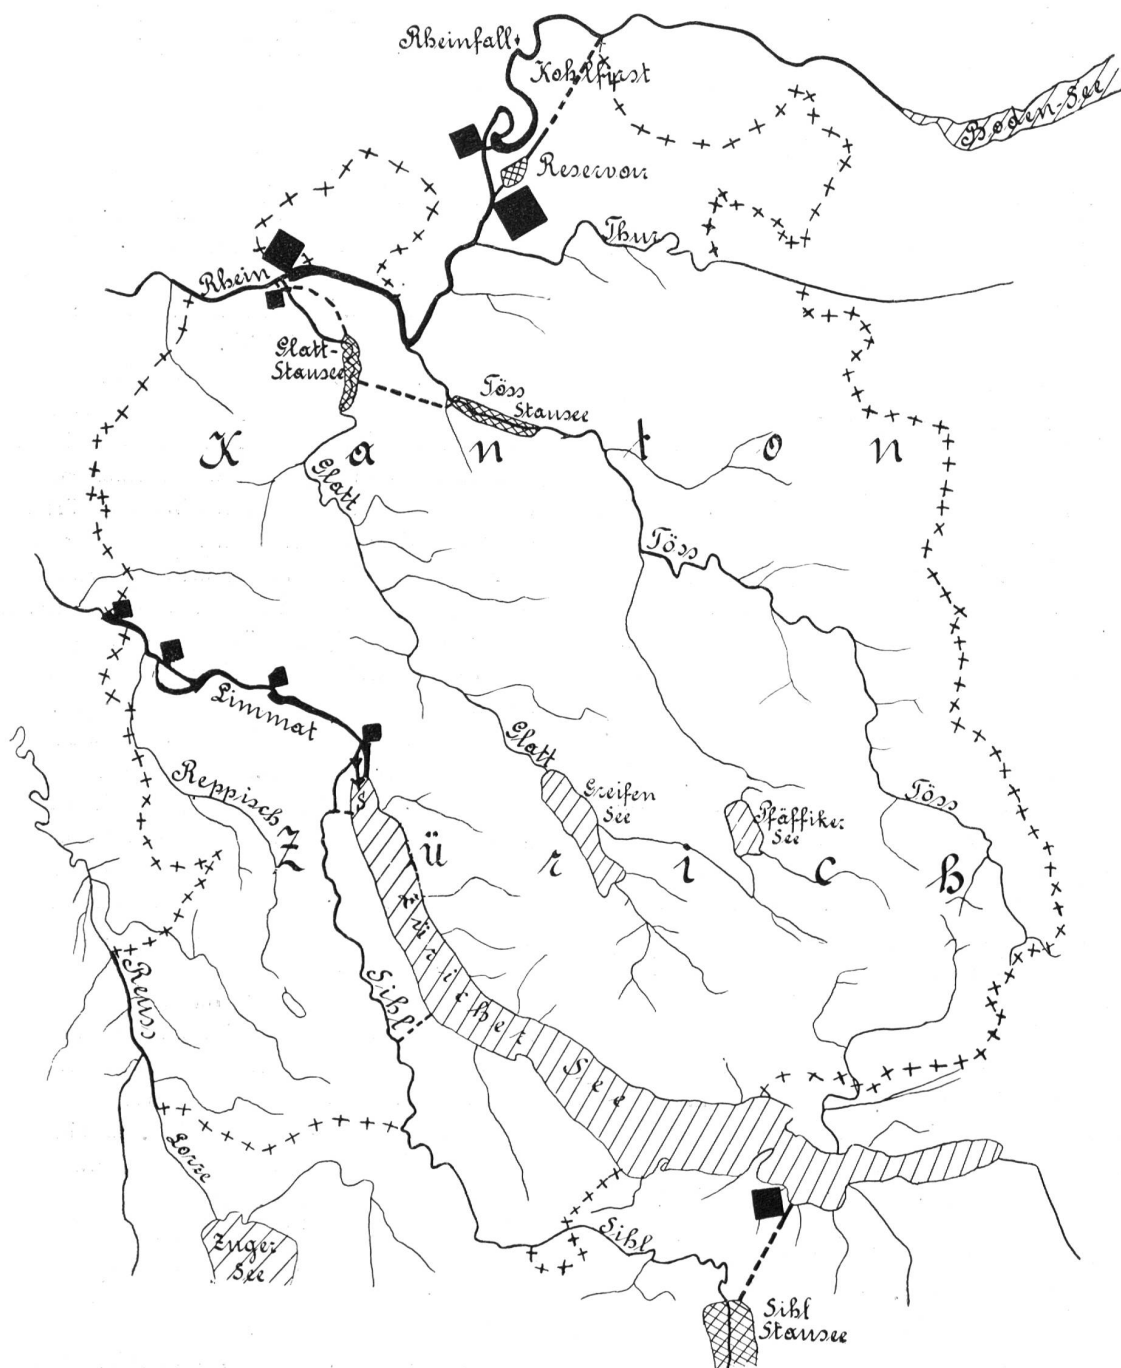 Rheinfall
Kohlfirst
Boden-See
Reservoir
Thur
Rhein
Glatt-
Stausee
Töss
Stausee
K a n t o n
Glatt
Töss
Limmat
Glatt
Reppisch
Greifen
See
Pfäffiker
See
Töss
Z ü r i c h
S
Züricher See
Sihl
Reuss
Lorze
Zuger
See
Sihl
Sihl
Stausee